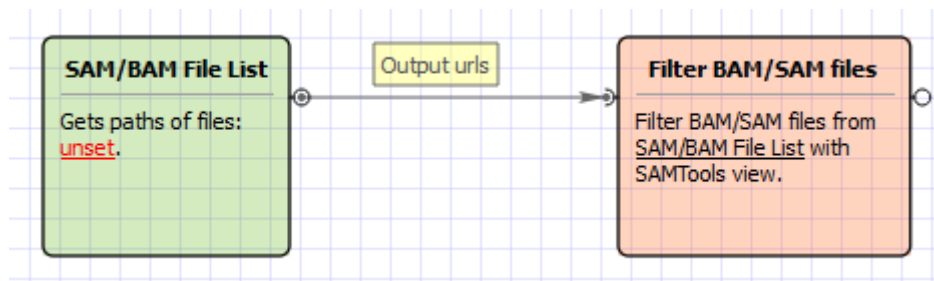 SAM/BAM File List
Gets paths of files:
unset.
Output urls
Filter BAM/SAM files
Filter BAM/SAM files from
SAM/BAM File List with
SAMTools view.